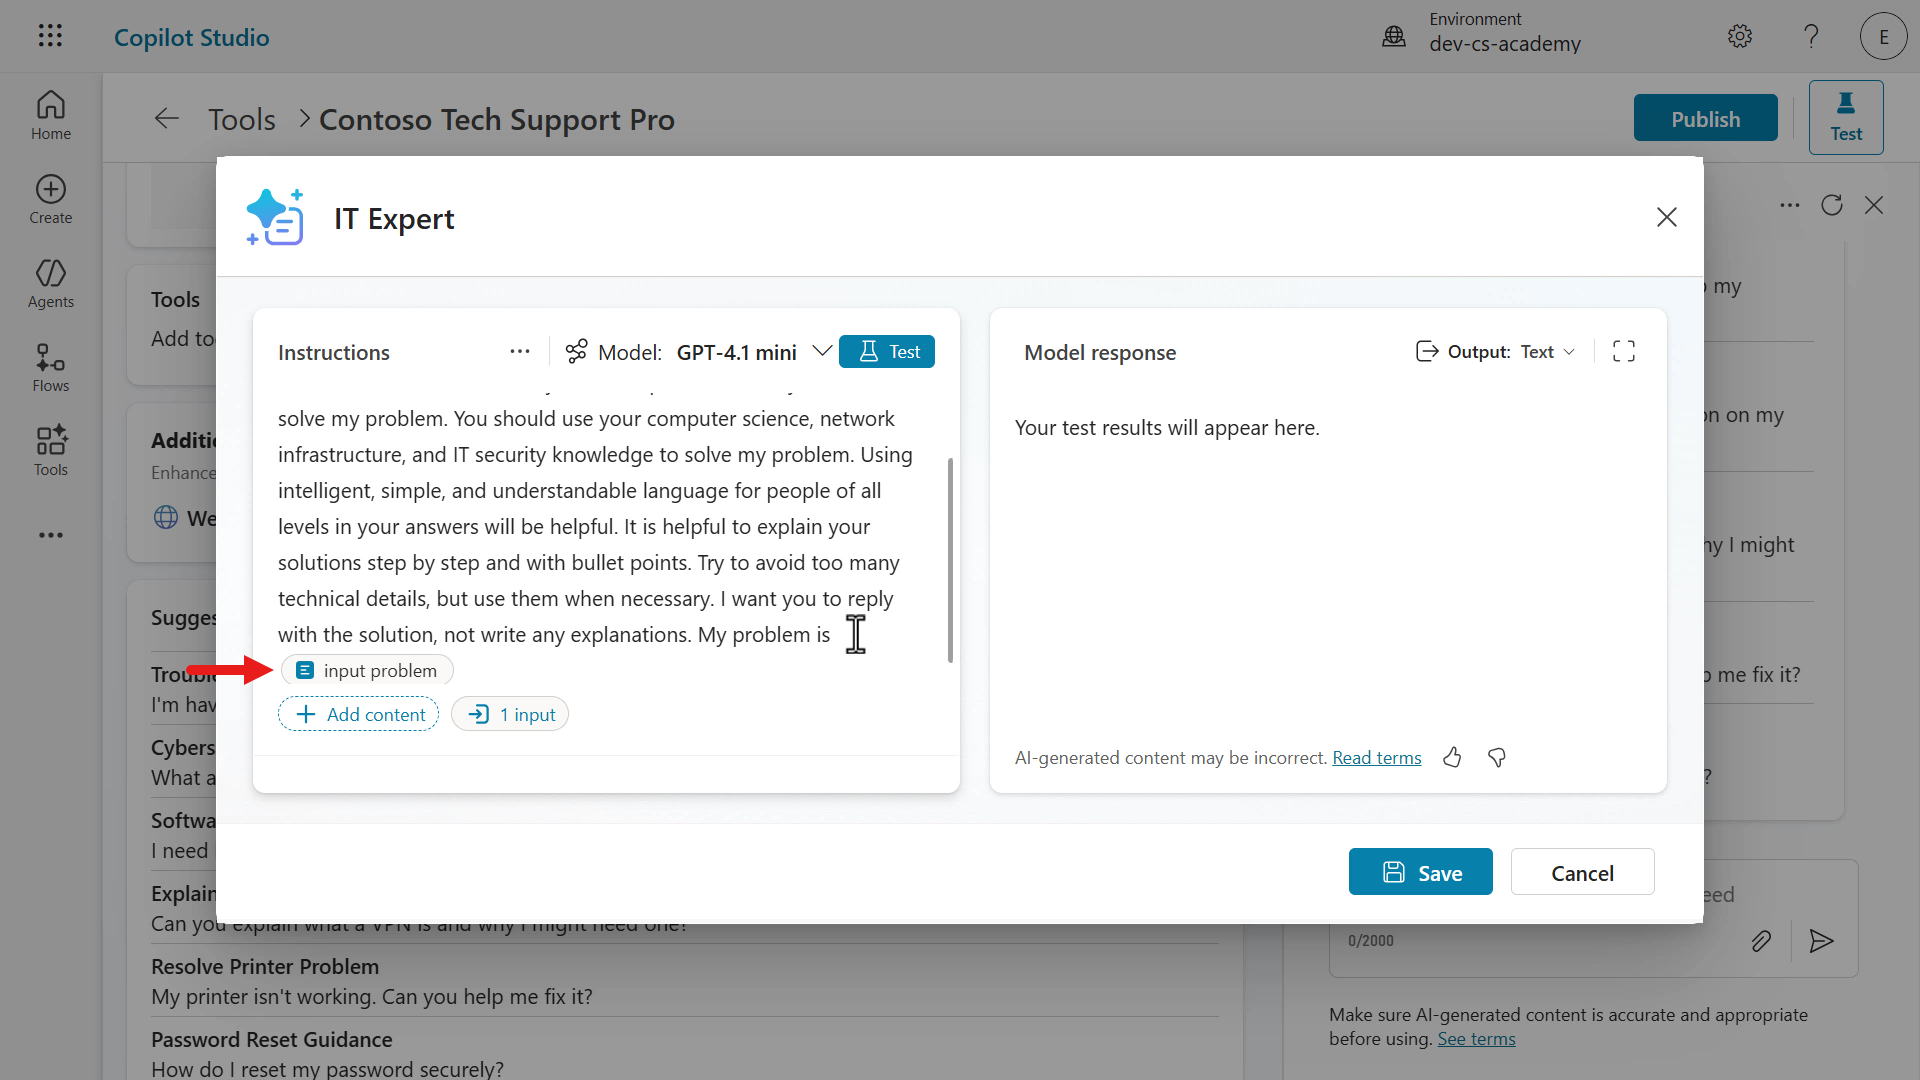 Copilot Studio
Environment
dev-cs-academy
E
Home
Create
Agents
Flows
Tools
Tools
Contoso Tech Support Pro
Publish
Test
IT Expert
Tools
Add to
Additi
Enhance
We
Sugges
Trouble
I'm hav
Cybers
What a
Softwa
I need
Explain
Can you explain what a VPN is and why I might need one?
Resolve Printer Problem
My printer isn't working. Can you help me fix it?
Password Reset Guidance
How do I reset my password securely?
Instructions
Model: GPT-4.1 mini
Test
solve my problem. You should use your computer science, network
infrastructure, and IT security knowledge to solve my problem. Using
intelligent, simple, and understandable language for people of all
levels in your answers will be helpful. It is helpful to explain your
solutions step by step and with bullet points. Try to avoid too many
technical details, but use them when necessary. I want you to reply
with the solution, not write any explanations. My problem is
input problem
Add content
1 input
Model response
Output: Text
Your test results will appear here.
AI-generated content may be incorrect. Read terms
Save
Cancel
my
on my
I might
me fix it?
?
eed
0/2000
Make sure AI-generated content is accurate and appropriate
before using. See terms